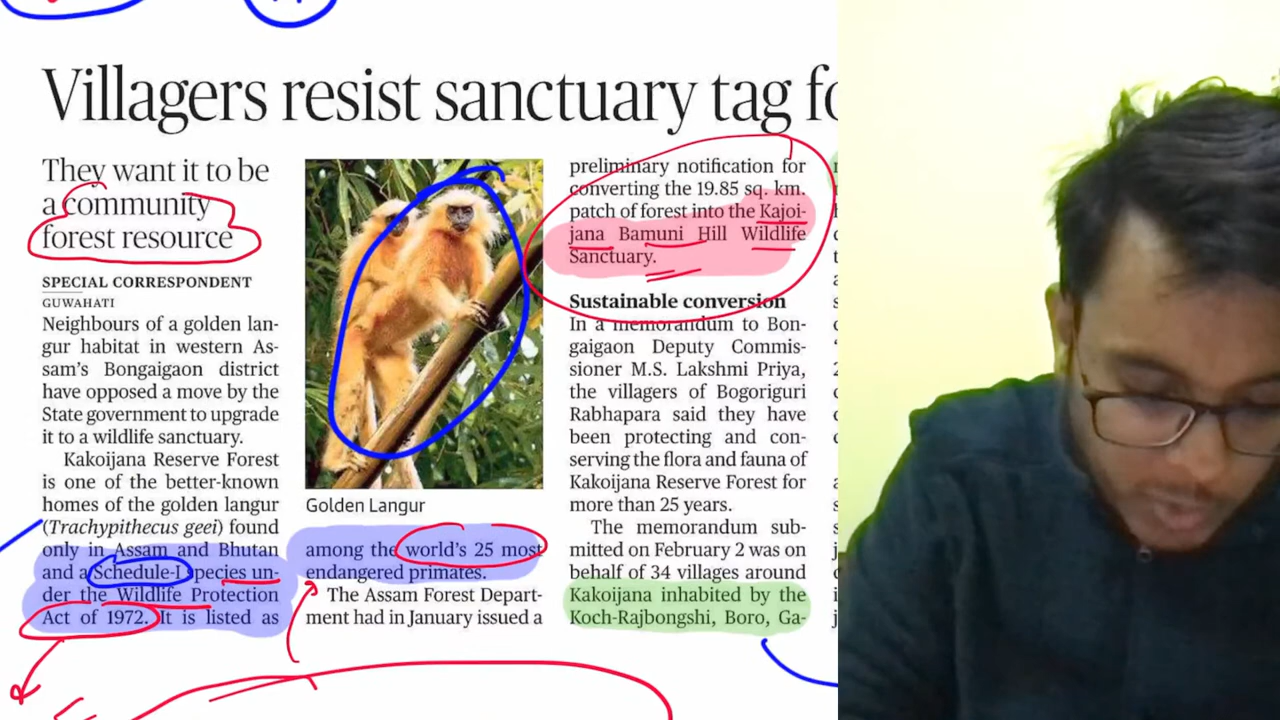 Villagers resist sanctuary tag fo
They want it to be
a community
forest resource
SPECIAL CORRESPONDENT
GUWAHATI
Neighbours of a golden lan-
gur habitat in western As-
sam's Bongaigaon district
have opposed a move by the
State government to upgrade
it to a wildlife sanctuary.
Kakoijana Reserve Forest
is one of the better-known
homes of the golden langur
(Trachypithecus geei) found
only in Assam and Bhutan
and a Schedule-I species un-
der the Wildlife Protection
Act of 1972. It is listed as
Golden Langur
among the world's 25 most
endangered primates.
The Assam Forest Depart-
ment had in January issued a
preliminary notification for
converting the 19.85 sq. km.
patch of forest into the Kajoi-
jana Bamuni Hill Wildlife
Sanctuary.
Sustainable conversion
In a memorandum to Bon-
gaigaon Deputy Commis-
sioner M.S. Lakshmi Priya,
the villagers of Bogoriguri
Rabhapara said they have
been protecting and con-
serving the flora and fauna of
Kakoijana Reserve Forest for
more than 25 years.
The memorandum sub-
mitted on February 2 was on
behalf of 34 villages around
Kakoijana inhabited by the
Koch-Rajbongshi, Boro, Ga-